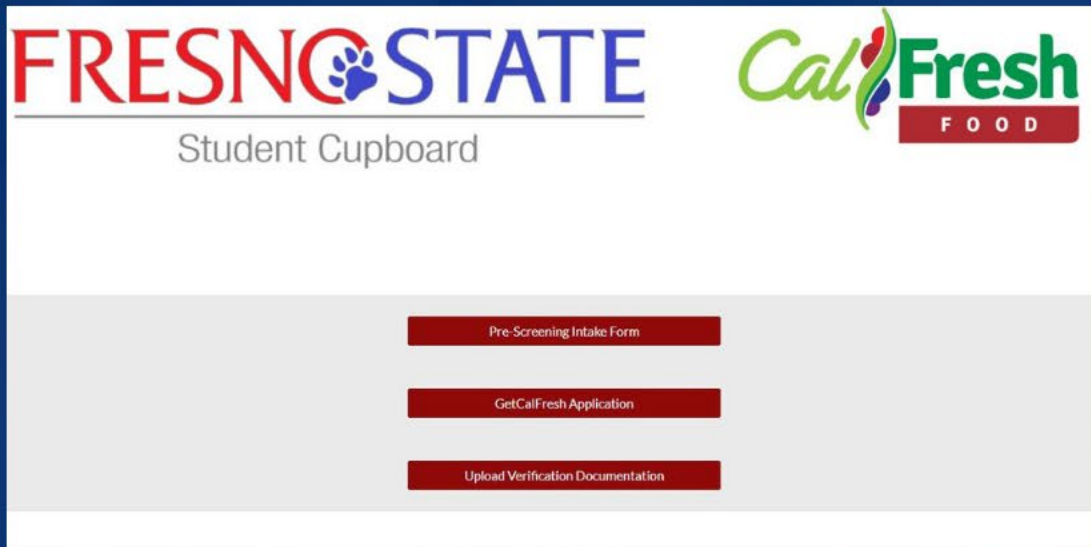 FRESNO STATE
Student Cupboard
CalFresh
FOOD
Pre-Screening Intake Form
GetCalFresh Application
Upload Verification Documentation